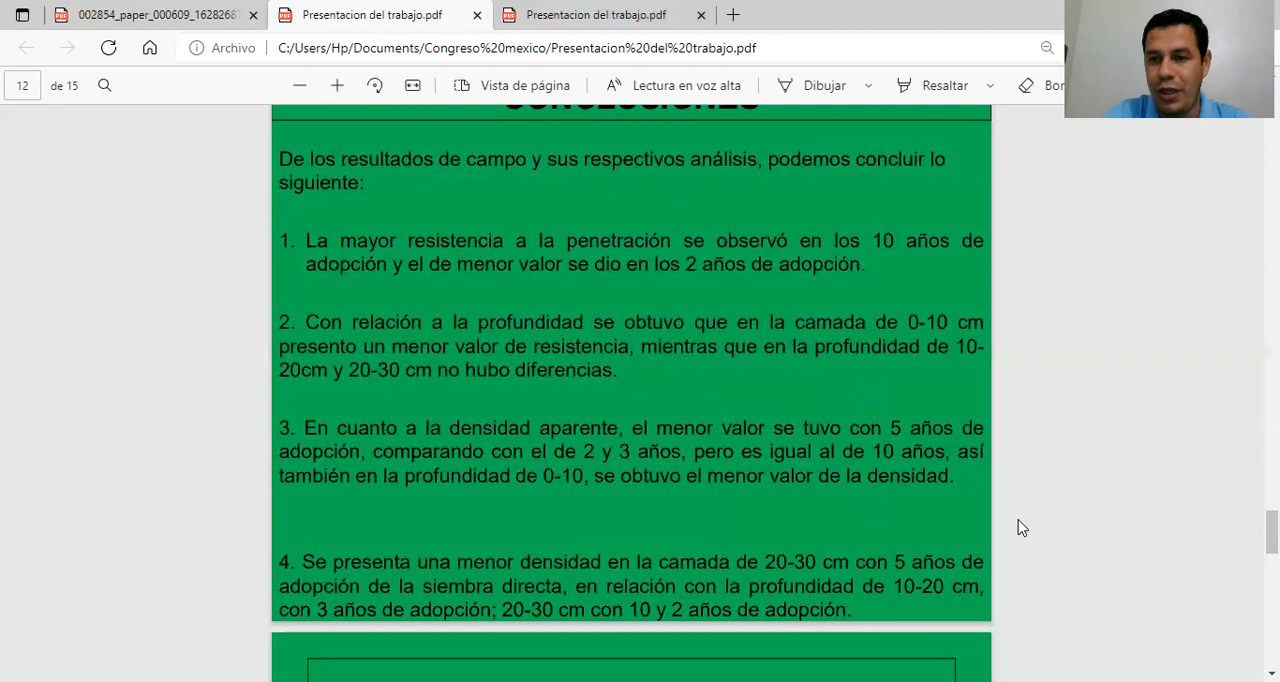 002854_paper_000609_1628268
Presentacion del trabajo.pdf
Presentacion del trabajo.pdf
Archivo
C:/Users/Hp/Documents/Congreso%20mexico/Presentacion%20del%20trabajo.pdf
12 de 15
Vista de página
Lectura en voz alta
Dibujar
Resaltar
Bor
CONCLUSIONES
De los resultados de campo y sus respectivos análisis, podemos concluir lo
siguiente:
1. La mayor resistencia a la penetración se observó en los 10 años de
adopción y el de menor valor se dio en los 2 años de adopción.
2. Con relación a la profundidad se obtuvo que en la camada de 0-10 cm
presento un menor valor de resistencia, mientras que en la profundidad de 10-
20cm y 20-30 cm no hubo diferencias.
3. En cuanto a la densidad aparente, el menor valor se tuvo con 5 años de
adopción, comparando con el de 2 y 3 años, pero es igual al de 10 años, así
también en la profundidad de 0-10, se obtuvo el menor valor de la densidad.
4. Se presenta una menor densidad en la camada de 20-30 cm con 5 años de
adopción de la siembra directa, en relación con la profundidad de 10-20 cm,
con 3 años de adopción; 20-30 cm con 10 y 2 años de adopción.